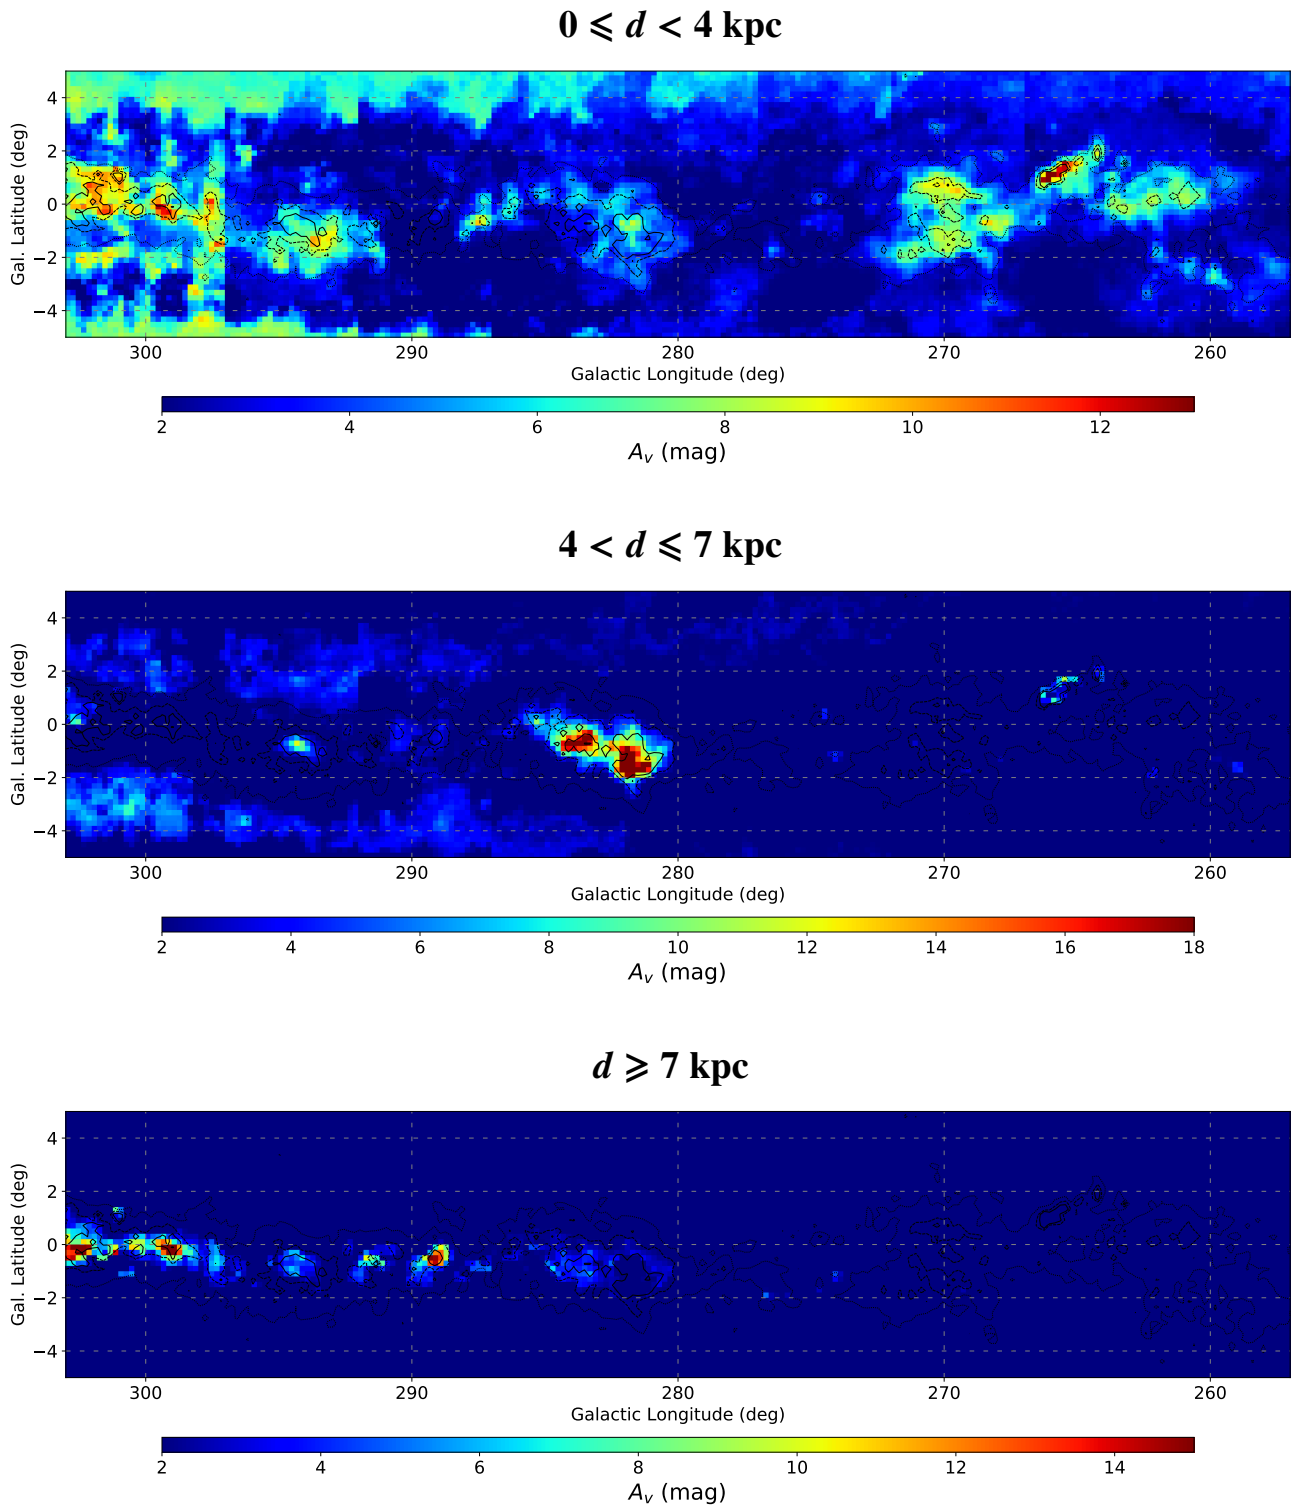 0 ⩽ d < 4 kpc
4
2
0
−2
−4
Gal. Latitude (deg)
300 290 280 270 260
Galactic Longitude (deg)
2 4 6 8 10 12
Aᵥ (mag)
4 < d ⩽ 7 kpc
4
2
0
−2
−4
Gal. Latitude (deg)
300 290 280 270 260
Galactic Longitude (deg)
2 4 6 8 10 12 14 16 18
Aᵥ (mag)
d ⩾ 7 kpc
4
2
0
−2
−4
Gal. Latitude (deg)
300 290 280 270 260
Galactic Longitude (deg)
2 4 6 8 10 12 14
Aᵥ (mag)